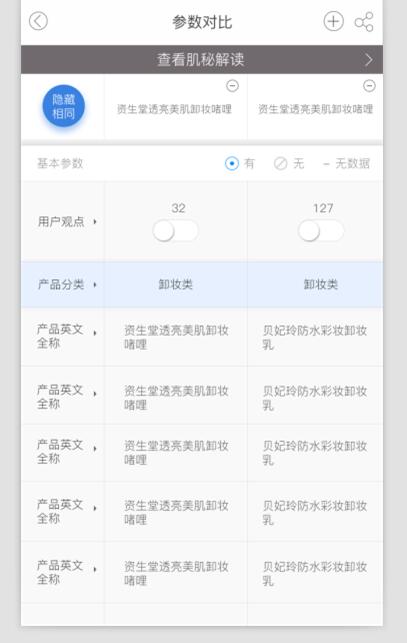 参数对比
查看肌秘解读
隐藏
相同
资生堂透亮美肌卸妆啫哩
资生堂透亮美肌卸妆啫哩
基本参数
有
无
- 无数据
用户观点
32
127
产品分类
卸妆类
卸妆类
产品英文
全称
资生堂透亮美肌卸妆
啫哩
贝妃玲防水彩妆卸妆
乳
产品英文
全称
资生堂透亮美肌卸妆
啫哩
贝妃玲防水彩妆卸妆
乳
产品英文
全称
资生堂透亮美肌卸妆
啫哩
贝妃玲防水彩妆卸妆
乳
产品英文
全称
资生堂透亮美肌卸妆
啫哩
贝妃玲防水彩妆卸妆
乳
产品英文
全称
资生堂透亮美肌卸妆
啫哩
贝妃玲防水彩妆卸妆
乳